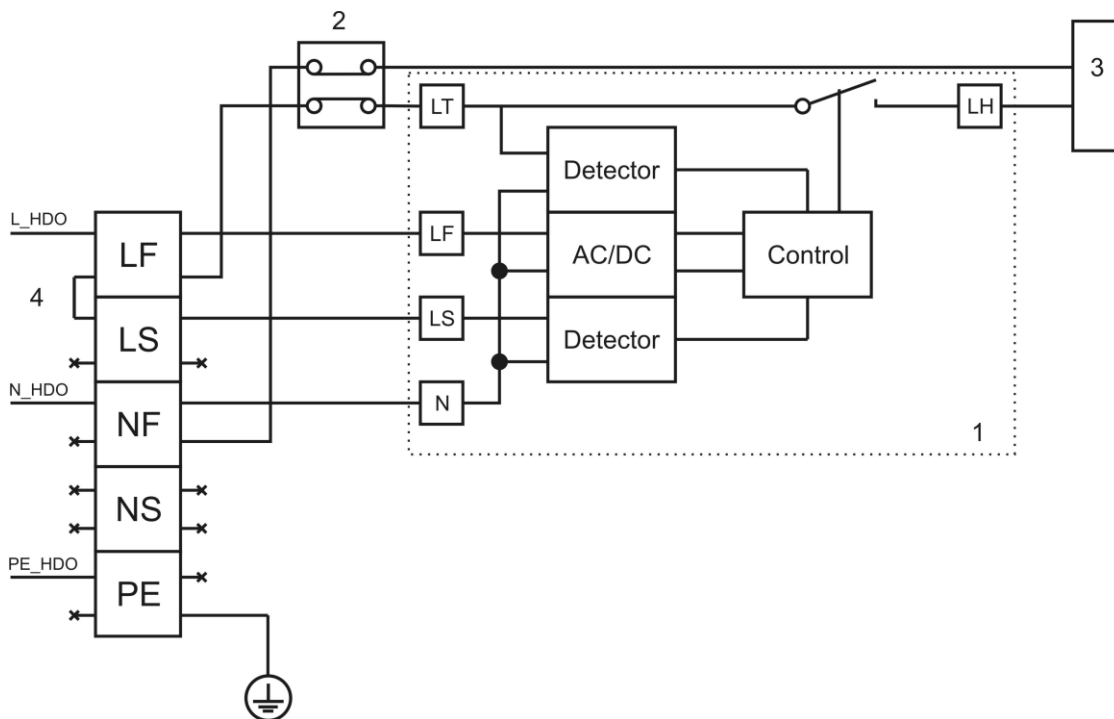 2
3
LT
LH
Detector
L_HDO
LF
LF
AC/DC
Control
4
LS
LS
Detector
N_HDO
NF
N
1
NS
PE_HDO
PE